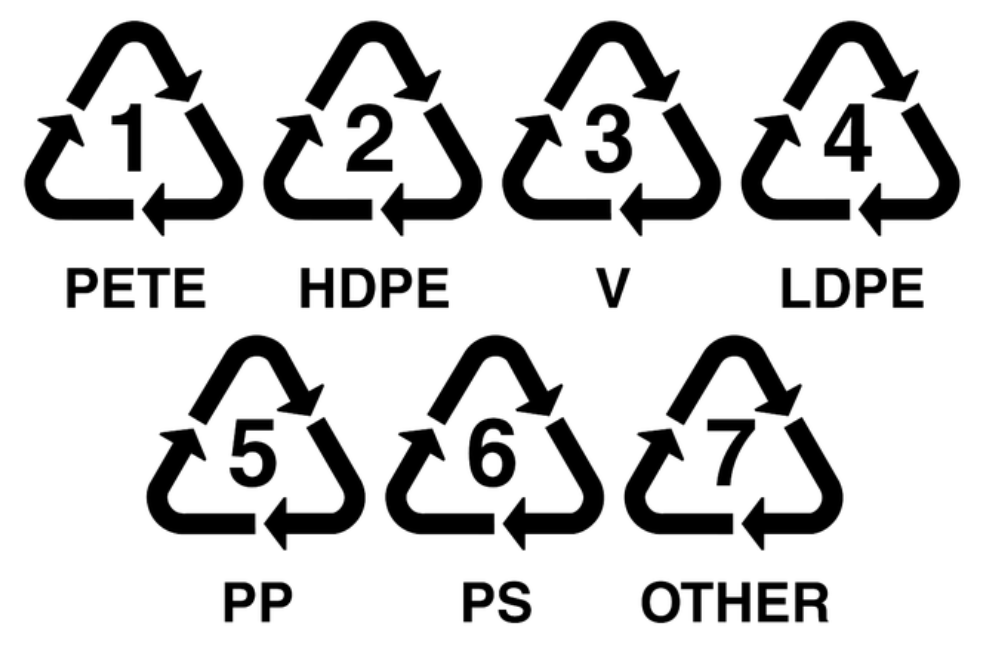 1 2 3 4
PETE HDPE V LDPE
5 6 7
PP PS OTHER